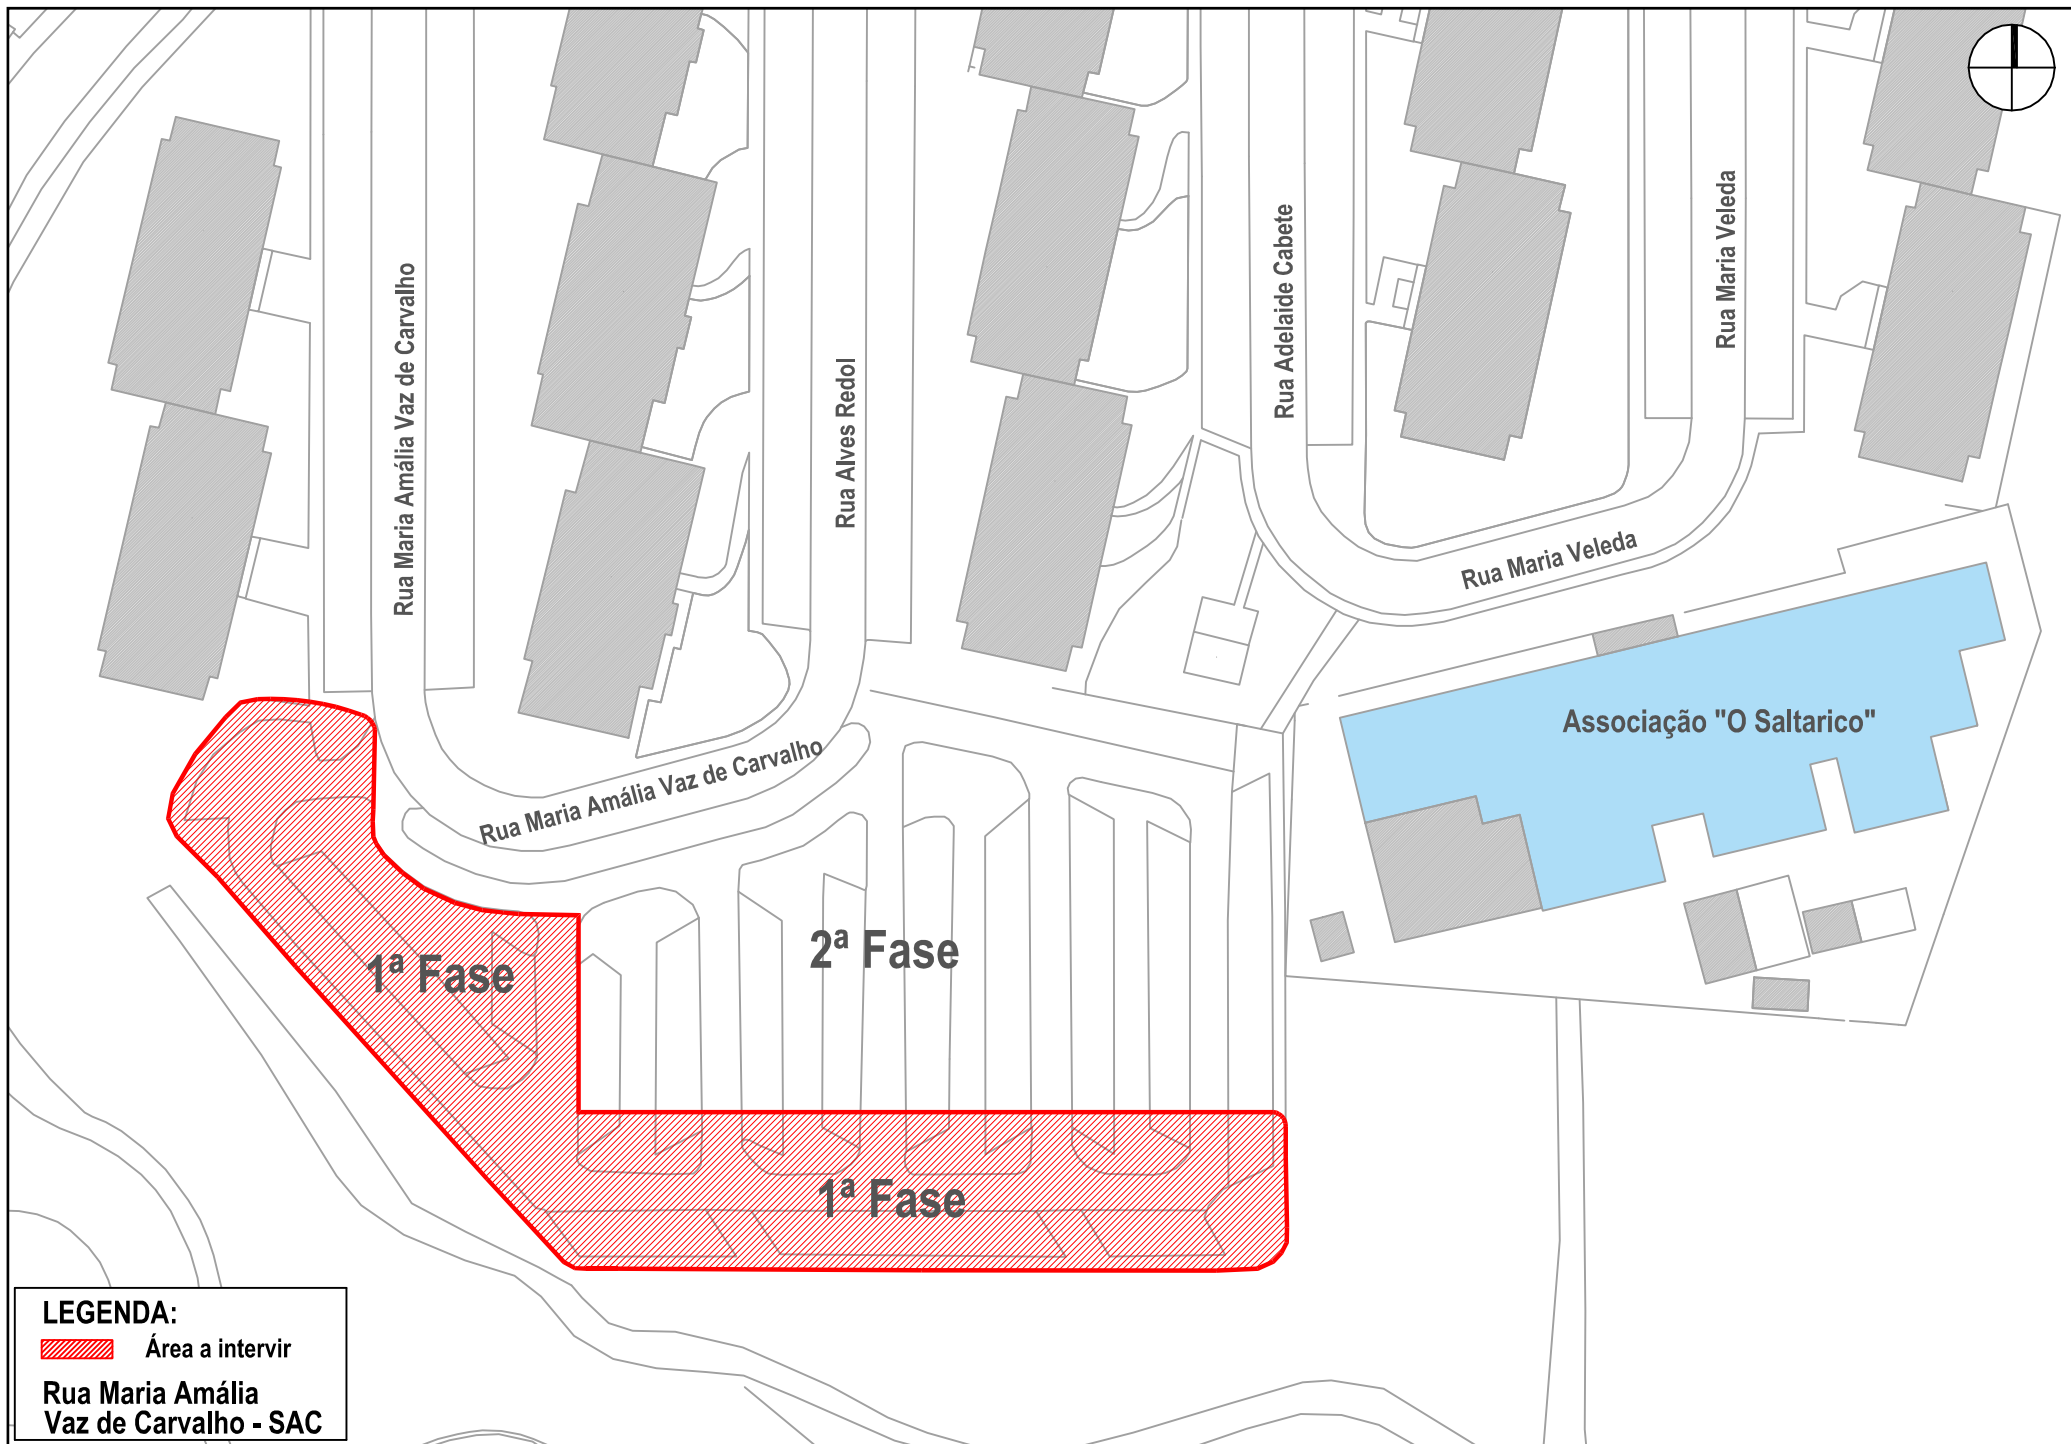 Rua Maria Amália Vaz de Carvalho
Rua Alves Redol
Rua Adelaide Cabete
Rua Maria Veleda
Rua Maria Veleda
Rua Maria Amália Vaz de Carvalho
Associação "O Saltarico"
1ª Fase
2ª Fase
1ª Fase
LEGENDA:
Área a intervir
Rua Maria Amália
Vaz de Carvalho - SAC